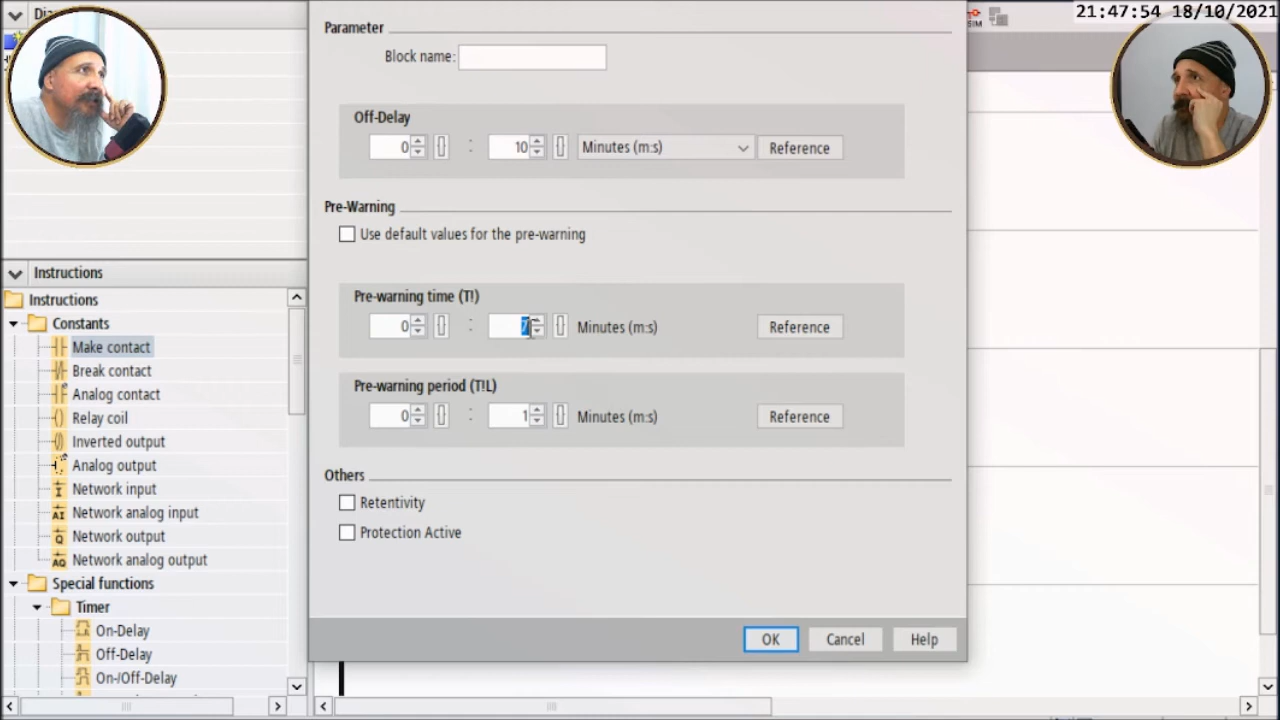 21:47:54 18/10/2021
SIM
Parameter
Block name:
Off-Delay
0 : 10 Minutes (m:s) Reference
Pre-Warning
Use default values for the pre-warning
Pre-warning time (T!)
0 : 7 Minutes (m:s) Reference
Pre-warning period (T!L)
0 : 1 Minutes (m:s) Reference
Others
Retentivity
Protection Active
OK Cancel Help
Instructions
Instructions
Constants
Make contact
Break contact
Analog contact
Relay coil
Inverted output
Analog output
I Network input
AI Network analog input
Q Network output
AQ Network analog output
Special functions
Timer
On-Delay
Off-Delay
On-/Off-Delay